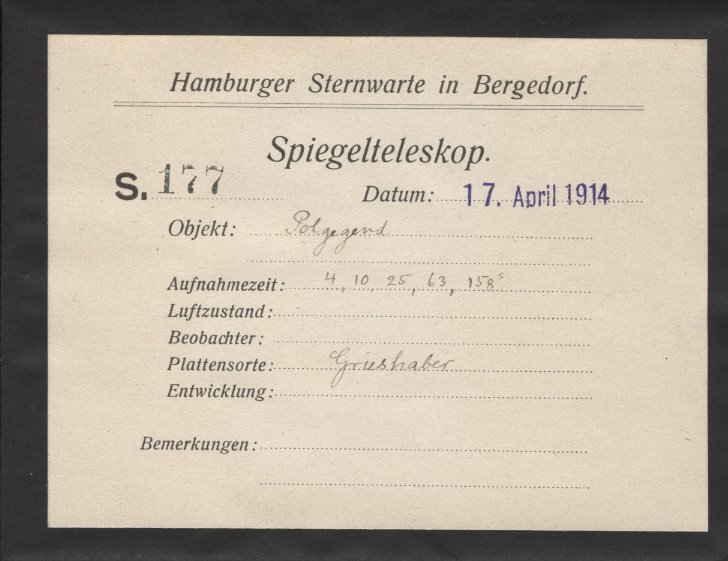 Hamburger Sternwarte in Bergedorf.
Spiegelteleskop.
S. 177
Datum: 17. April 1914
Objekt: Polgegend
Aufnahmezeit: 4, 10, 25, 63, 158ˢ
Luftzustand:
Beobachter:
Plattensorte: Grieshaber
Entwicklung:
Bemerkungen: